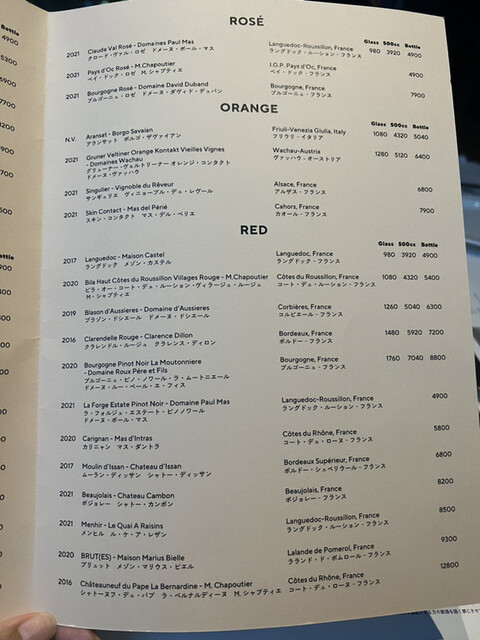 ROSÉ
Glass 500cc Bottle
2021 Claude Val Rosé - Domaines Paul Mas Languedoc-Roussillon, France 980 3920 4900
クロード・ヴァル・ロゼ ドメーヌ・ポール・マス ラングドック・ルーション・フランス
2021 Pays d'Oc Rosé - M.Chapoutier I.G.P. Pays d'Oc, France 4900
ペイ・ドック・ロゼ M.シャプティエ ペイ・ドック・フランス
2021 Bourgogne Rosé - Domaine David Duband Bourgogne, France 7900
ブルゴーニュ・ロゼ ドメーヌ・ダヴィド・デュバン ブルゴーニュ・フランス
ORANGE
Glass 500cc Bottle
N.V. Aransat - Borgo Savaian Friuli-Venezia Giulia, Italy 1080 4320 5040
アランサット ボルゴ・ザヴァイアン フリウリ・イタリア
2021 Gruner Veltiner Orange Kontakt Vieilles Vignes Wachau-Austria 1280 5120 6400
- Domaines Wachau ヴァッハウ・オーストリア
グリューナー・ヴェルトリーナー オレンジ・コンタクト
ドメーヌ・ヴァッハウ
2021 Singulier - Vignoble du Rêveur Alsace, France 6800
サンギュリエ ヴィニョーブル・デュ・レヴール アルザス・フランス
2021 Skin Contact - Mas del Périé Cahors, France 7900
スキン・コンタクト マス・デル・ペリエ カオール・フランス
RED
Glass 500cc Bottle
2017 Languedoc - Maison Castel Languedoc, France 980 3920 4900
ラングドック メゾン・カステル ラングドック・フランス
2020 Bila Haut Côtes du Roussillon Villages Rouge - M.Chapoutier Côtes du Roussillon, France 1080 4320 5400
ビラ・オー・コート・デュ・ルーション・ヴィラージュ・ルージュ コート・デュ・ルーション・フランス
M・シャプティエ
2019 Blason d'Aussieres - Domaine d'Aussieres Corbières, France 1260 5040 6300
ブラゾン・ドシエール ドメーヌ・ドシエール コルビエール・フランス
2016 Clarendelle Rouge - Clarence Dillon Bordeaux, France 1480 5920 7200
クラレンドル・ルージュ クラレンス・ディロン ボルドー・フランス
2020 Bourgogne Pinot Noir La Moutonniere Bourgogne, France 1760 7040 8800
- Domaine Roux Père et Fils ブルゴーニュ・フランス
ブルゴーニュ・ピノ・ノワール・ラ・ムートニエール
ドメーヌ・ルー・ペール・エ・フィス
2021 La Forge Estate Pinot Noir - Domaine Paul Mas Languedoc-Roussillon, France 4900
ラ・フォルジュ・エステート・ピノノワール ラングドック・ルーション・フランス
ドメーヌ・ポール・マス
2020 Carignan - Mas d'Intras Côtes du Rhône, France 5800
カリニャン マス・ダントラ コート・デュ・ローヌ・フランス
2017 Moulin d'Issan - Chateau d'Issan Bordeaux Supérieur, France 6800
ムーラン・ディッサン シャトー・ディッサン ボルドー・シュペリウール・フランス
2021 Beaujolais - Chateau Cambon Beaujolais, France 8200
ボジョレー シャトー・カンボン ボジョレー・フランス
2021 Menhir - Le Quai A Raisins Languedoc-Roussillon, France 8500
メンヒル ル・ケ・ア・レザン ラングドック・ルーション・フランス
2020 BRUT(ES) - Maison Marius Bielle Lalande de Pomerol, France 9300
ブリュット メゾン・マリウス・ビエル ラランド・ド・ポムロール・フランス
2016 Châteauneuf du Pape La Bernardine - M. Chapoutier Côtes du Rhône, France 12800
シャトーヌフ・デュ・パプ ラ・ベルナルディーヌ M,シャプティエ コート・デュ・ローヌ・フランス